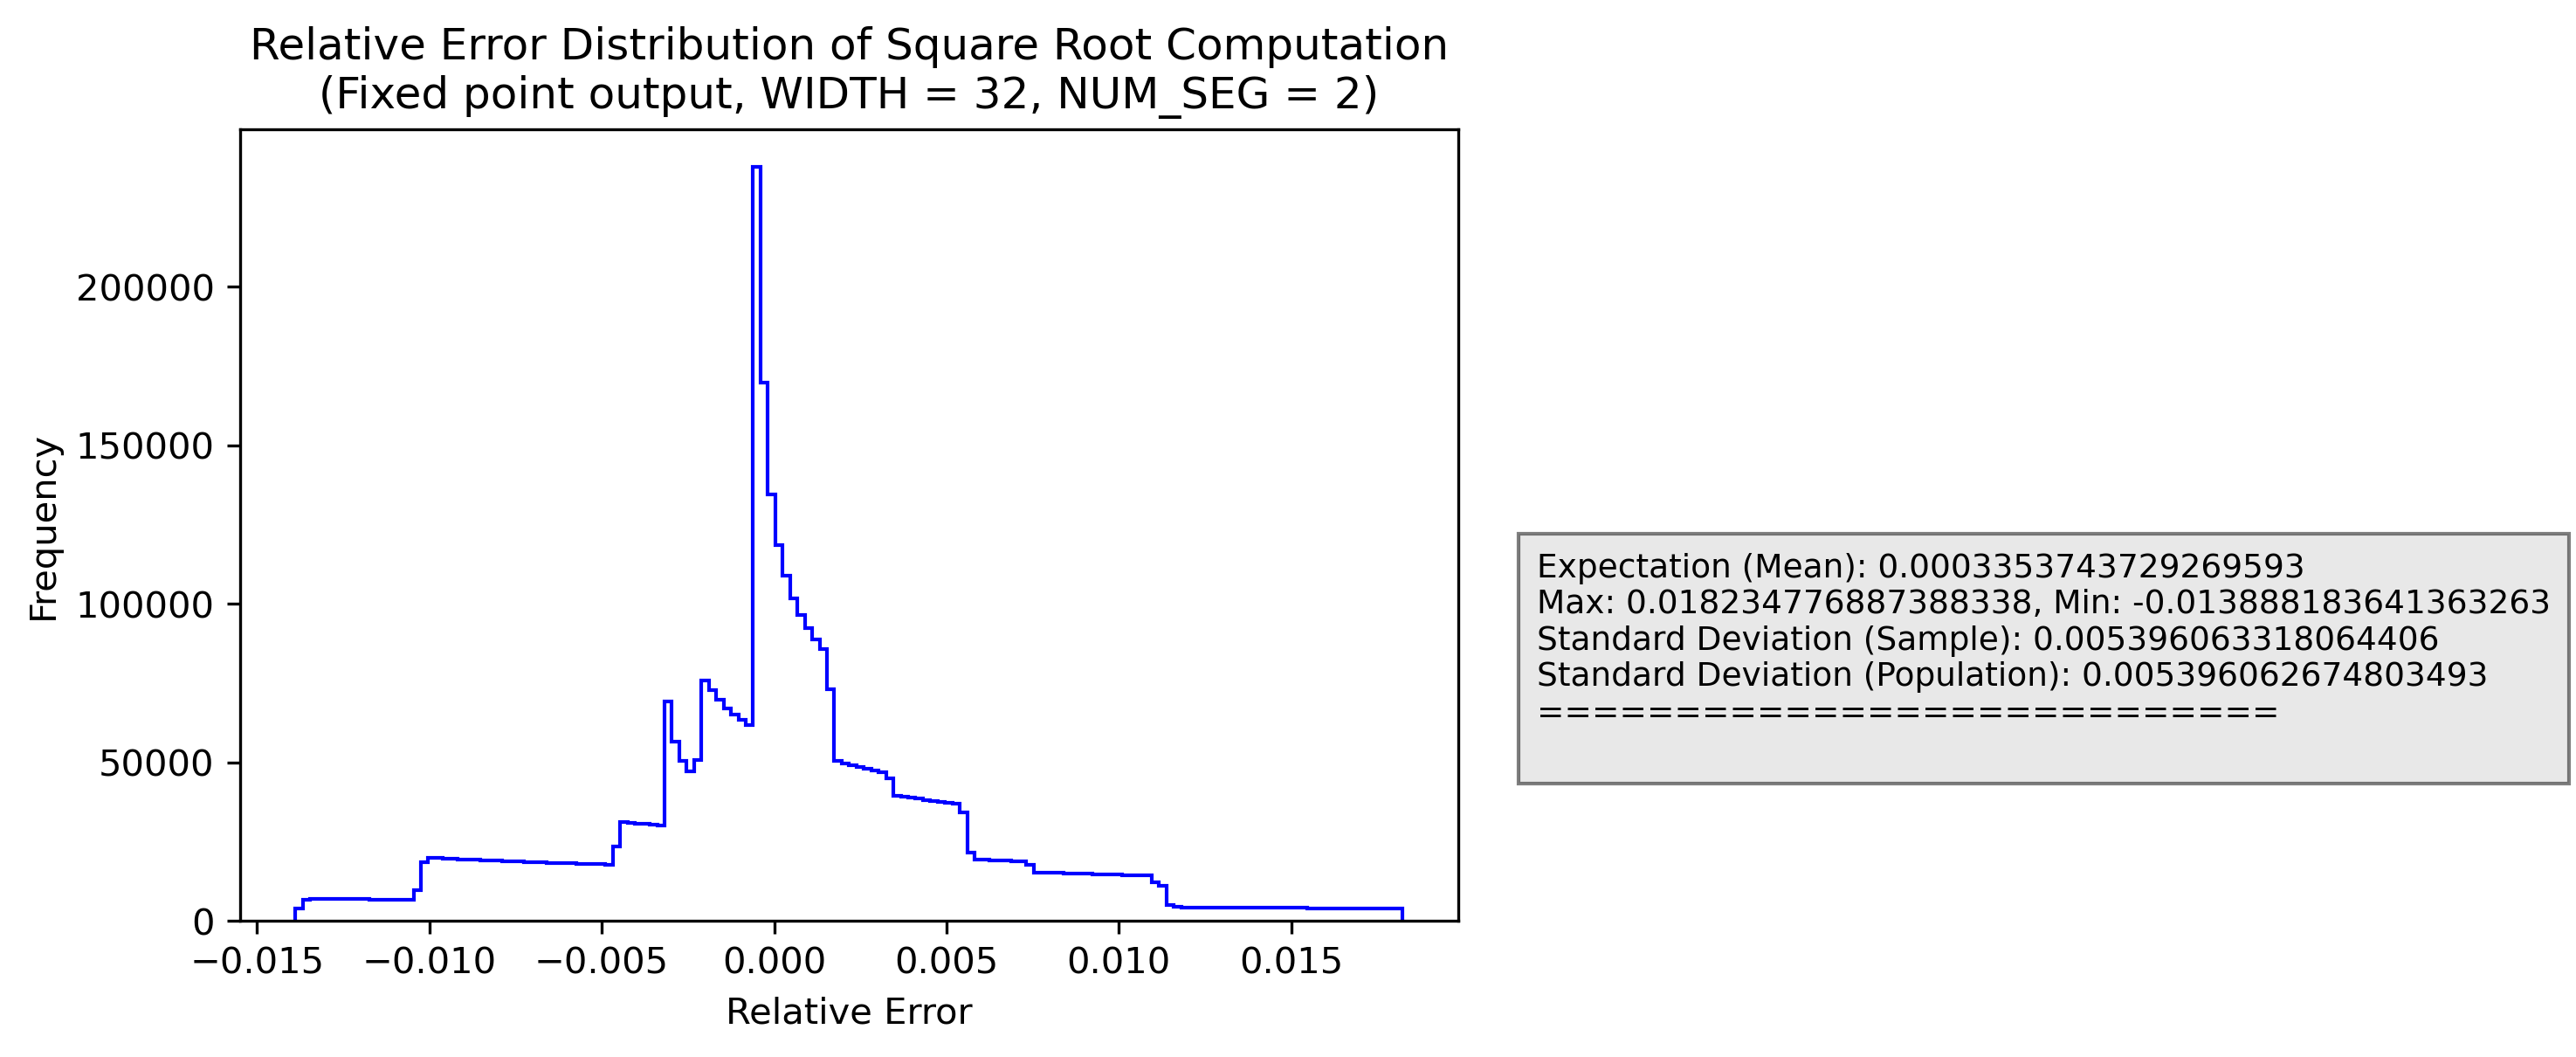 Relative Error Distribution of Square Root Computation
(Fixed point output, WIDTH = 32, NUM_SEG = 2)
Frequency
200000
150000
100000
50000
0
−0.015 −0.010 −0.005 0.000 0.005 0.010 0.015
Relative Error
Expectation (Mean): 0.0003353743729269593
Max: 0.018234776887388338, Min: -0.013888183641363263
Standard Deviation (Sample): 0.005396063318064406
Standard Deviation (Population): 0.005396062674803493
===========================